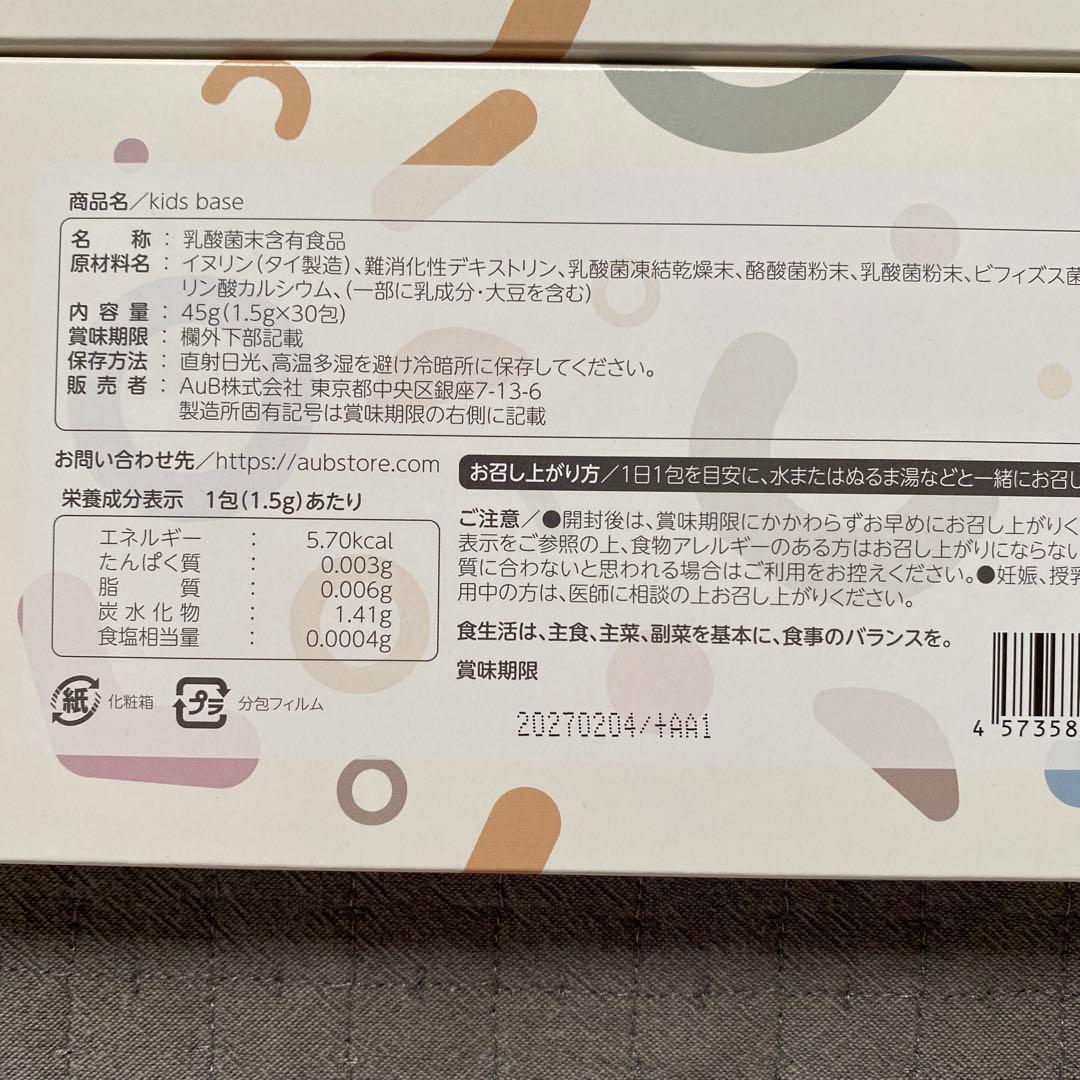 商品名／kids base
名称：乳酸菌末含有食品
原材料名：イヌリン(タイ製造)、難消化性デキストリン、乳酸菌凍結乾燥末、酪酸菌粉末、乳酸菌粉末、ビフィズス菌
リン酸カルシウム、(一部に乳成分・大豆を含む)
内容量：45g(1.5g×30包)
賞味期限：欄外下部記載
保存方法：直射日光、高温多湿を避け冷暗所に保存してください。
販売者：AuB株式会社 東京都中央区銀座7-13-6
製造所固有記号は賞味期限の右側に記載
お問い合わせ先／https://aubstore.com
お召し上がり方／1日1包を目安に、水またはぬるま湯などと一緒にお召し
栄養成分表示 1包(1.5g)あたり
エネルギー：5.70kcal
たんぱく質：0.003g
脂質：0.006g
炭水化物：1.41g
食塩相当量：0.0004g
ご注意／●開封後は、賞味期限にかかわらずお早めにお召し上がりく
表示をご参照の上、食物アレルギーのある方はお召し上がりにならない
質に合わないと思われる場合はご利用をお控えください。●妊娠、授乳
用中の方は、医師に相談の上お召し上がりください。
食生活は、主食、主菜、副菜を基本に、食事のバランスを。
賞味期限
20270204/+AA1
紙 化粧箱 プラ 分包フィルム
4 57358